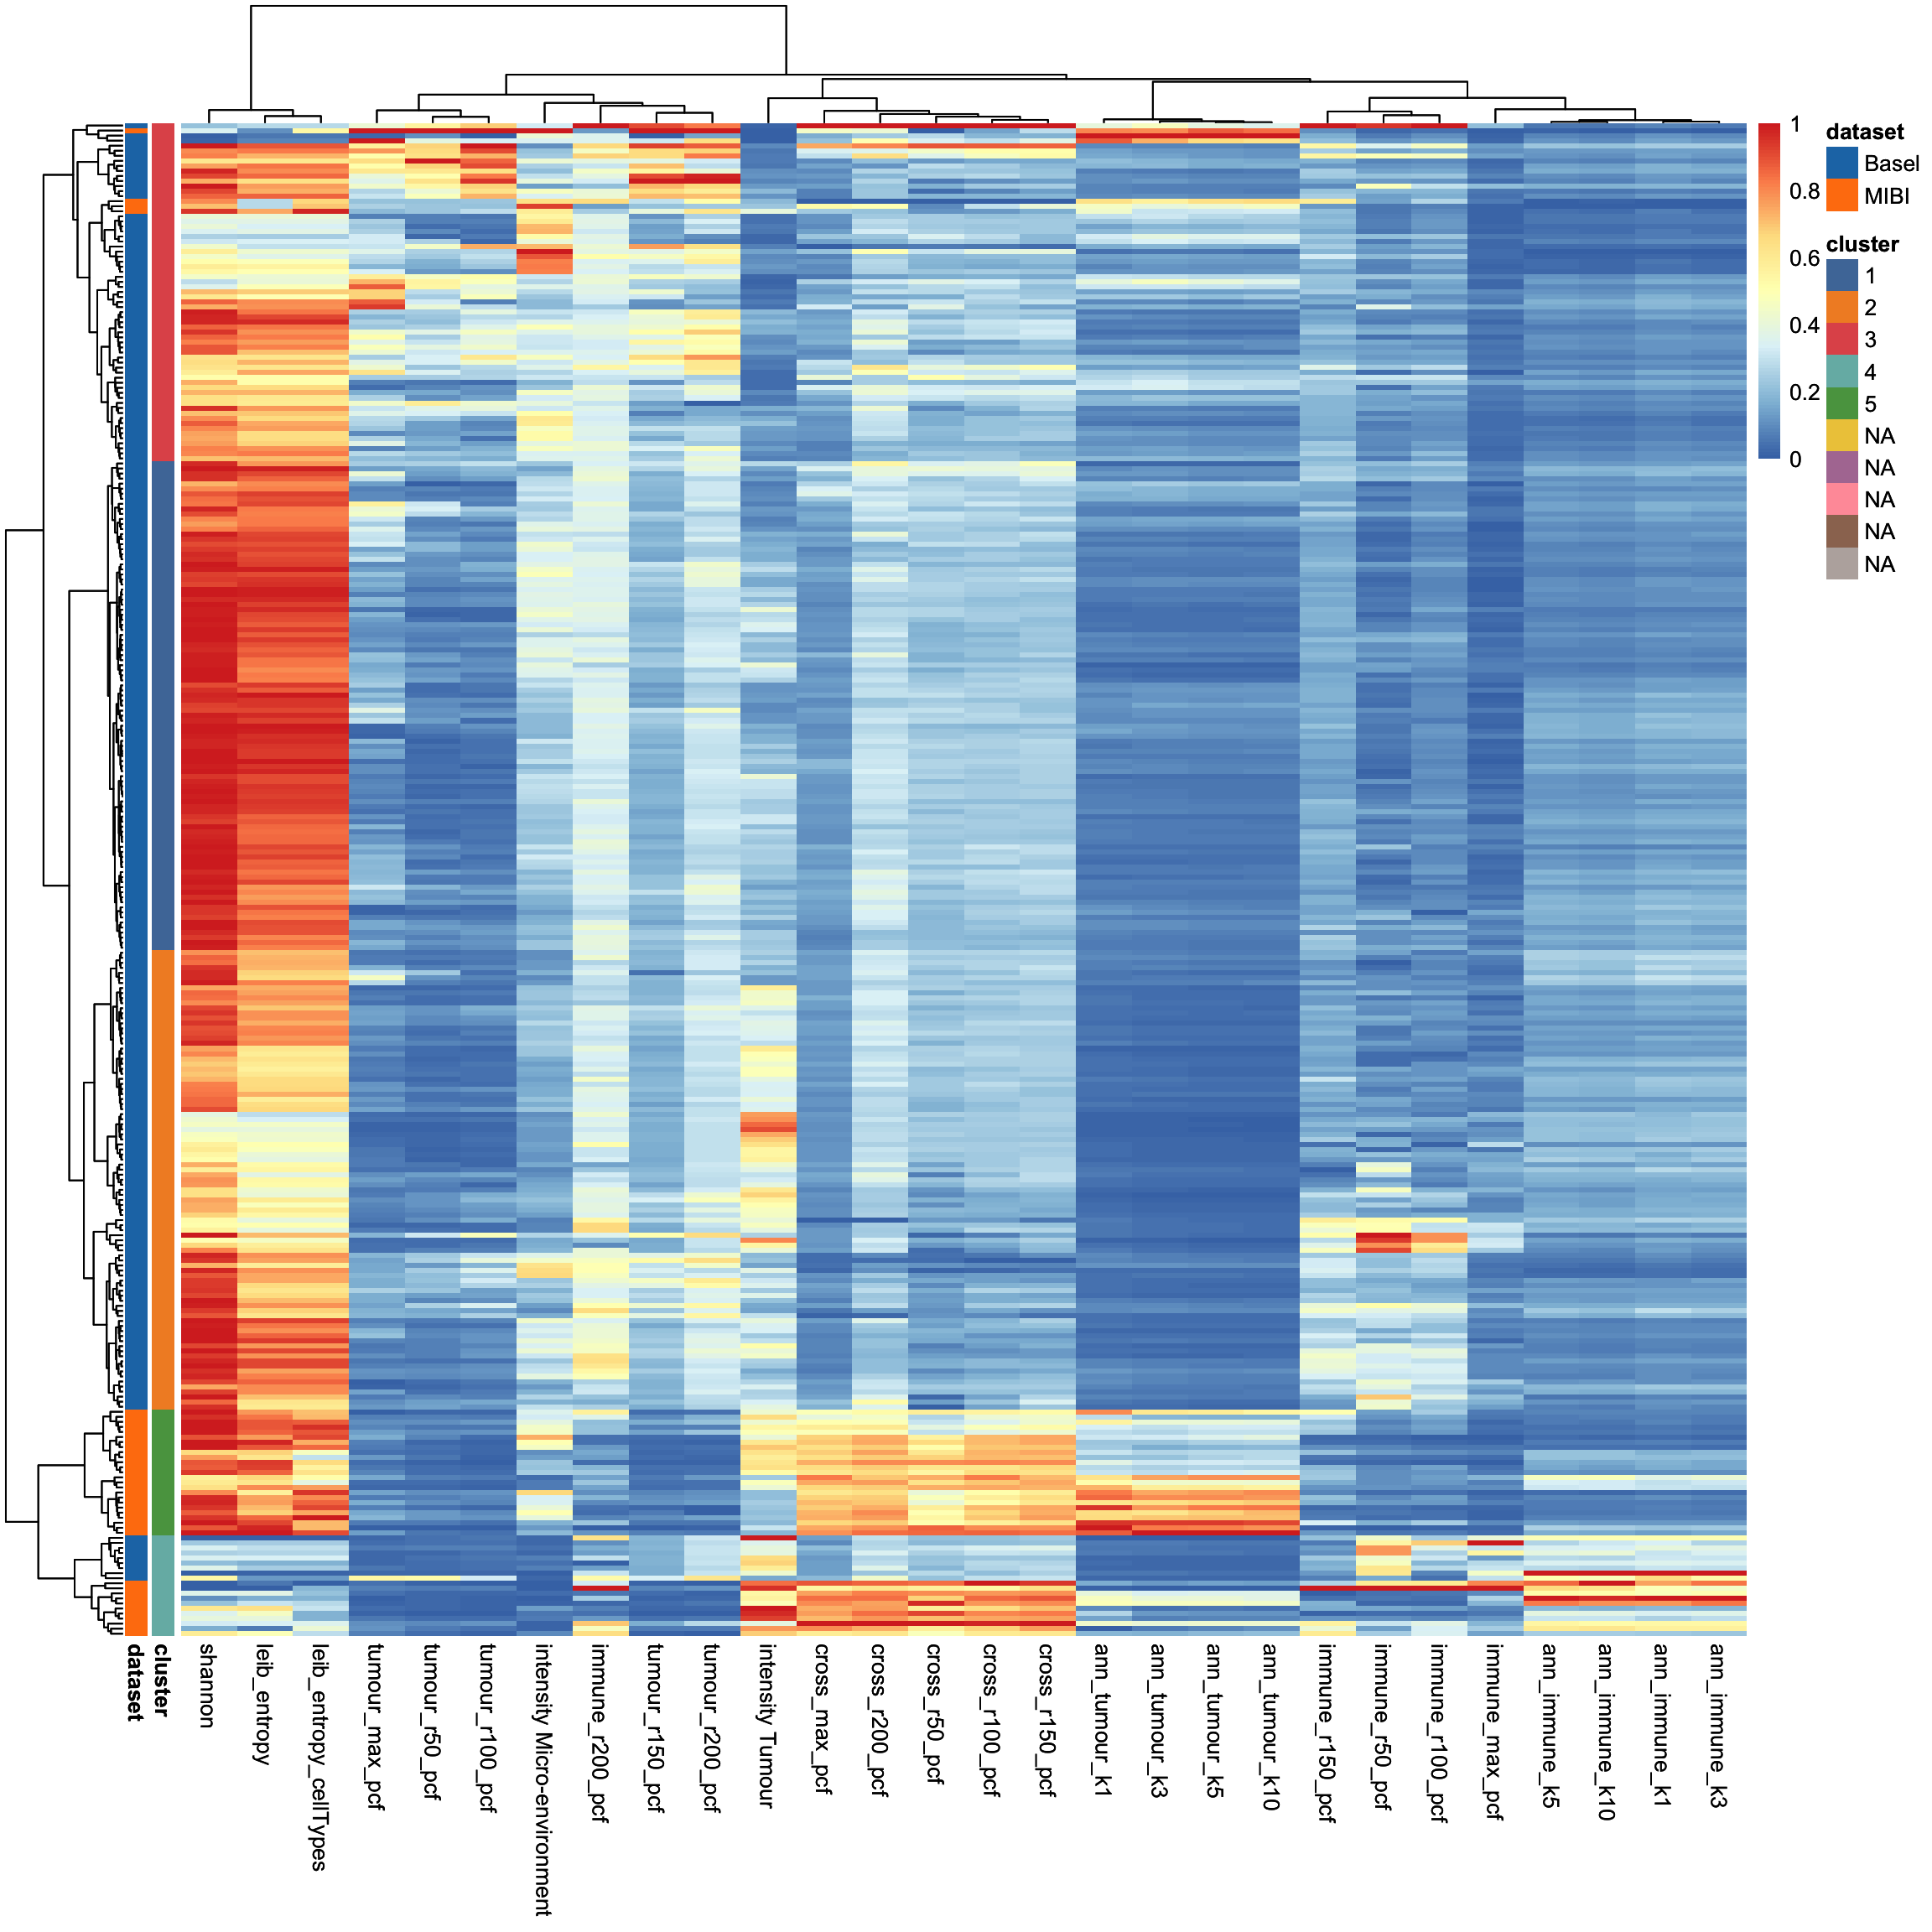 1
0.8
0.6
0.4
0.2
0
dataset
Basel
MIBI
cluster
1
2
3
4
5
NA
NA
NA
NA
NA
dataset
cluster
shannon
leib_entropy
leib_entropy_cellTypes
tumour_max_pcf
tumour_r50_pcf
tumour_r100_pcf
intensity Micro-environment
immune_r200_pcf
tumour_r150_pcf
tumour_r200_pcf
intensity Tumour
cross_max_pcf
cross_r200_pcf
cross_r50_pcf
cross_r100_pcf
cross_r150_pcf
ann_tumour_k1
ann_tumour_k3
ann_tumour_k5
ann_tumour_k10
immune_r150_pcf
immune_r50_pcf
immune_r100_pcf
immune_max_pcf
ann_immune_k5
ann_immune_k10
ann_immune_k1
ann_immune_k3